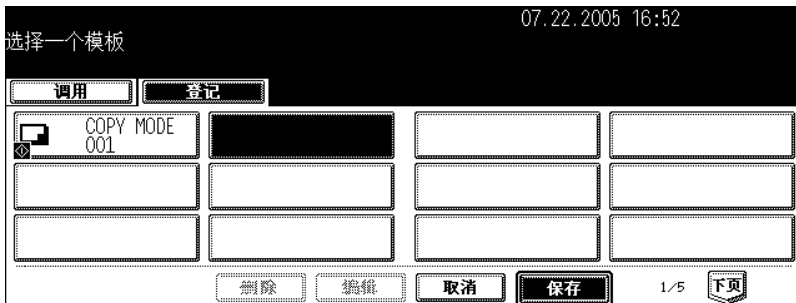 07.22.2005 16:52
选择一个模板
调用 登记
COPY MODE
001
删除 编辑 取消 保存 1/5 下页